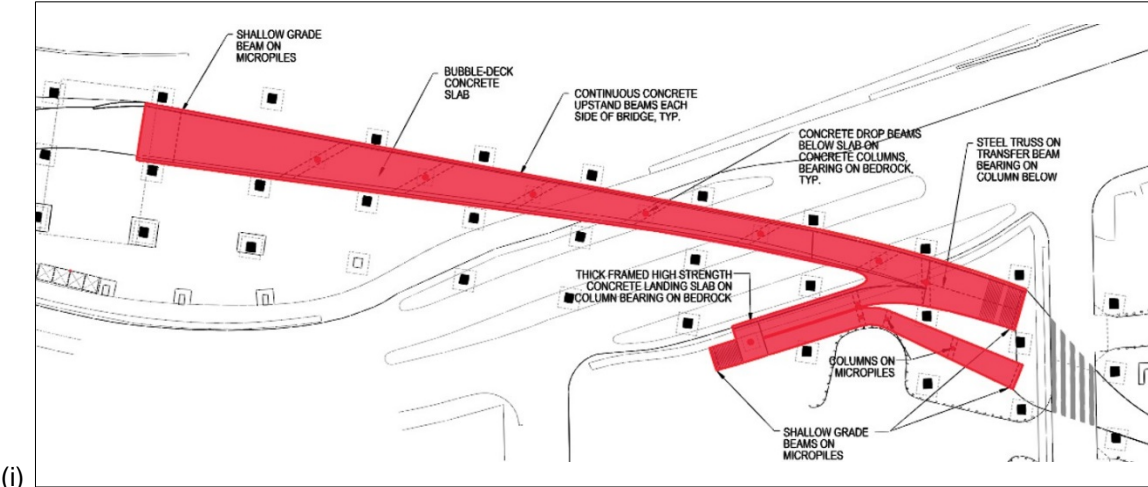 SHALLOW GRADE
BEAM ON
MICROPILES
BUBBLE-DECK
CONCRETE
SLAB
CONTINUOUS CONCRETE
UPSTAND BEAMS EACH
SIDE OF BRIDGE, TYP.
CONCRETE DROP BEAMS
BELOW SLAB ON
CONCRETE COLUMNS,
BEARING ON BEDROCK,
TYP.
STEEL TRUSS ON
TRANSFER BEAM
BEARING ON
COLUMN BELOW
THICK FRAMED HIGH STRENGTH
CONCRETE LANDING SLAB ON
COLUMN BEARING ON BEDROCK
COLUMNS ON
MICROPILES
SHALLOW GRADE
BEAMS ON
MICROPILES
(i)